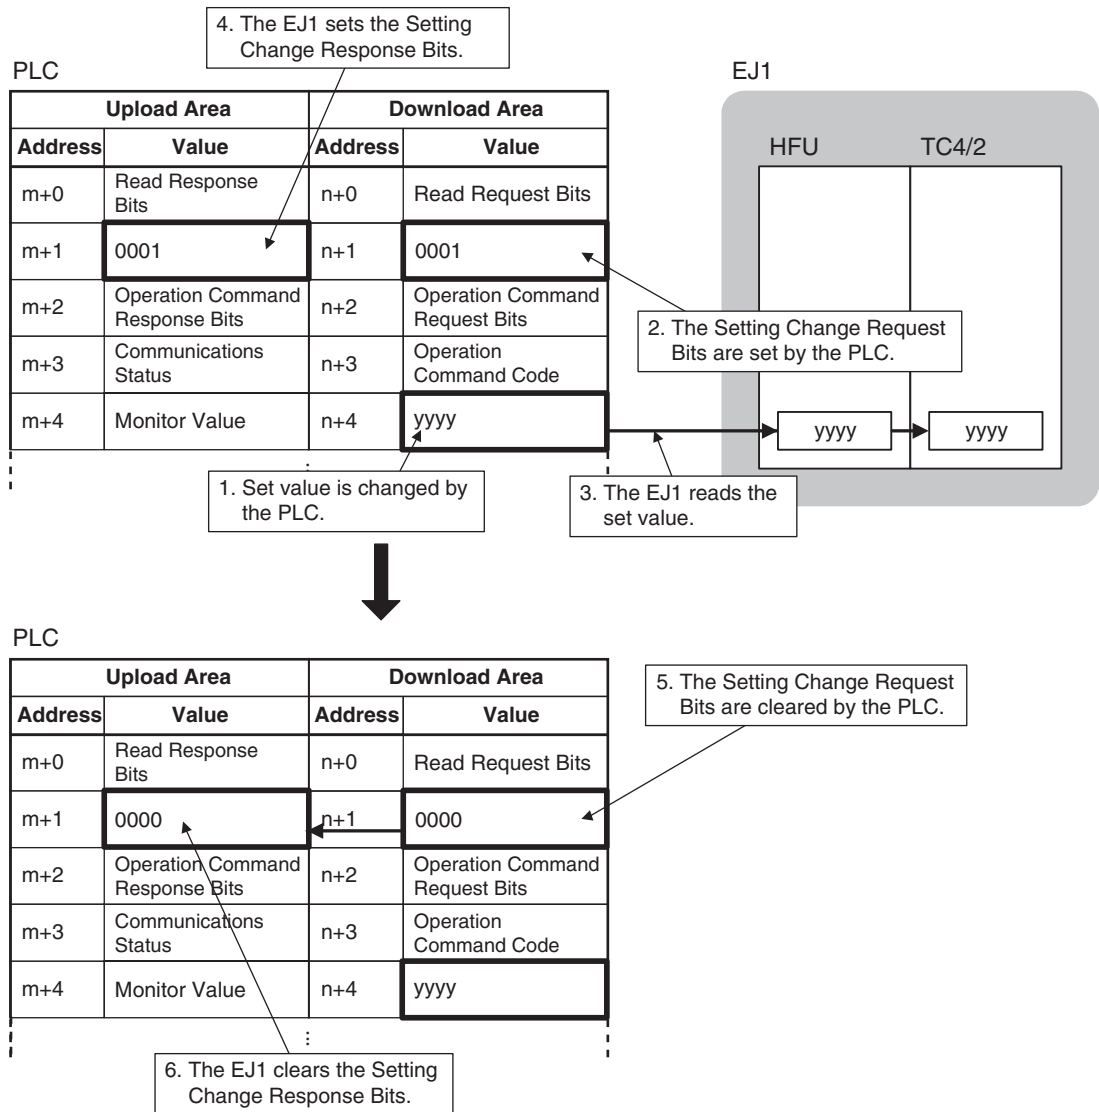 4. The EJ1 sets the Setting
Change Response Bits.
PLC
EJ1
Upload Area Download Area
Address Value Address Value
HFU TC4/2
m+0 Read Response
Bits n+0 Read Request Bits
m+1 0001 n+1 0001
m+2 Operation Command
Response Bits n+2 Operation Command
Request Bits
2. The Setting Change Request
Bits are set by the PLC.
m+3 Communications
Status n+3 Operation
Command Code
m+4 Monitor Value n+4 yyyy
yyyy yyyy
1. Set value is changed by
the PLC.
3. The EJ1 reads the
set value.
PLC
Upload Area Download Area
Address Value Address Value
5. The Setting Change Request
Bits are cleared by the PLC.
m+0 Read Response
Bits n+0 Read Request Bits
m+1 0000 n+1 0000
m+2 Operation Command
Response Bits n+2 Operation Command
Request Bits
m+3 Communications
Status n+3 Operation
Command Code
m+4 Monitor Value n+4 yyyy
6. The EJ1 clears the Setting
Change Response Bits.